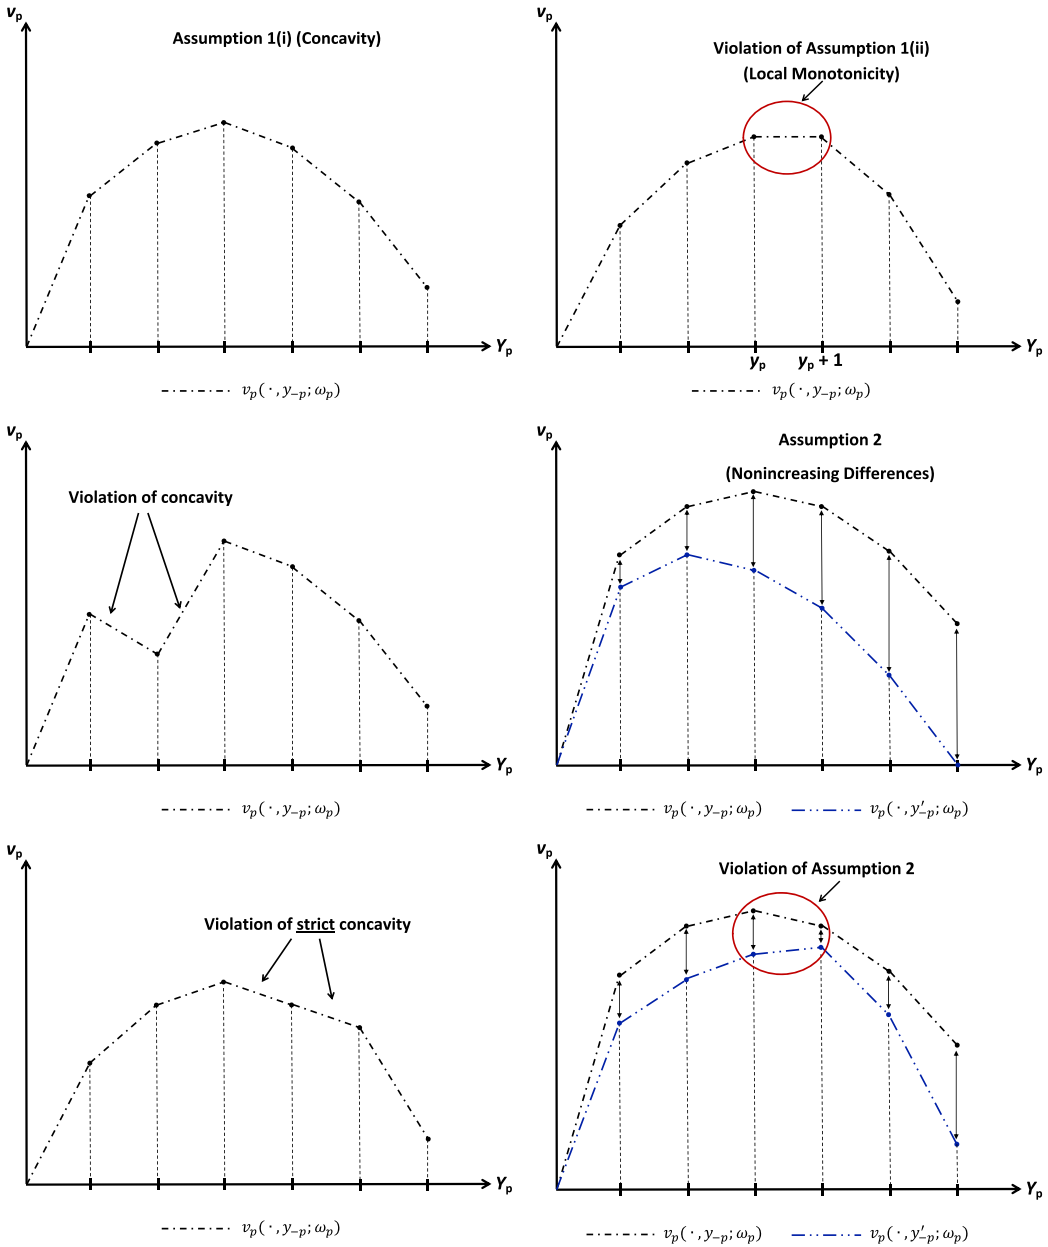 vp
Assumption 1(i) (Concavity)
Yp
vp(·, y−p; ωp)
vp
Violation of Assumption 1(ii)
(Local Monotonicity)
Yp
yp yp + 1
vp(·, y−p; ωp)
vp
Violation of concavity
Yp
vp(·, y−p; ωp)
vp
Assumption 2
(Nonincreasing Differences)
Yp
vp(·, y−p; ωp) vp(·, y′−p; ωp)
vp
Violation of strict concavity
Yp
vp(·, y−p; ωp)
vp
Violation of Assumption 2
Yp
vp(·, y−p; ωp) vp(·, y′−p; ωp)